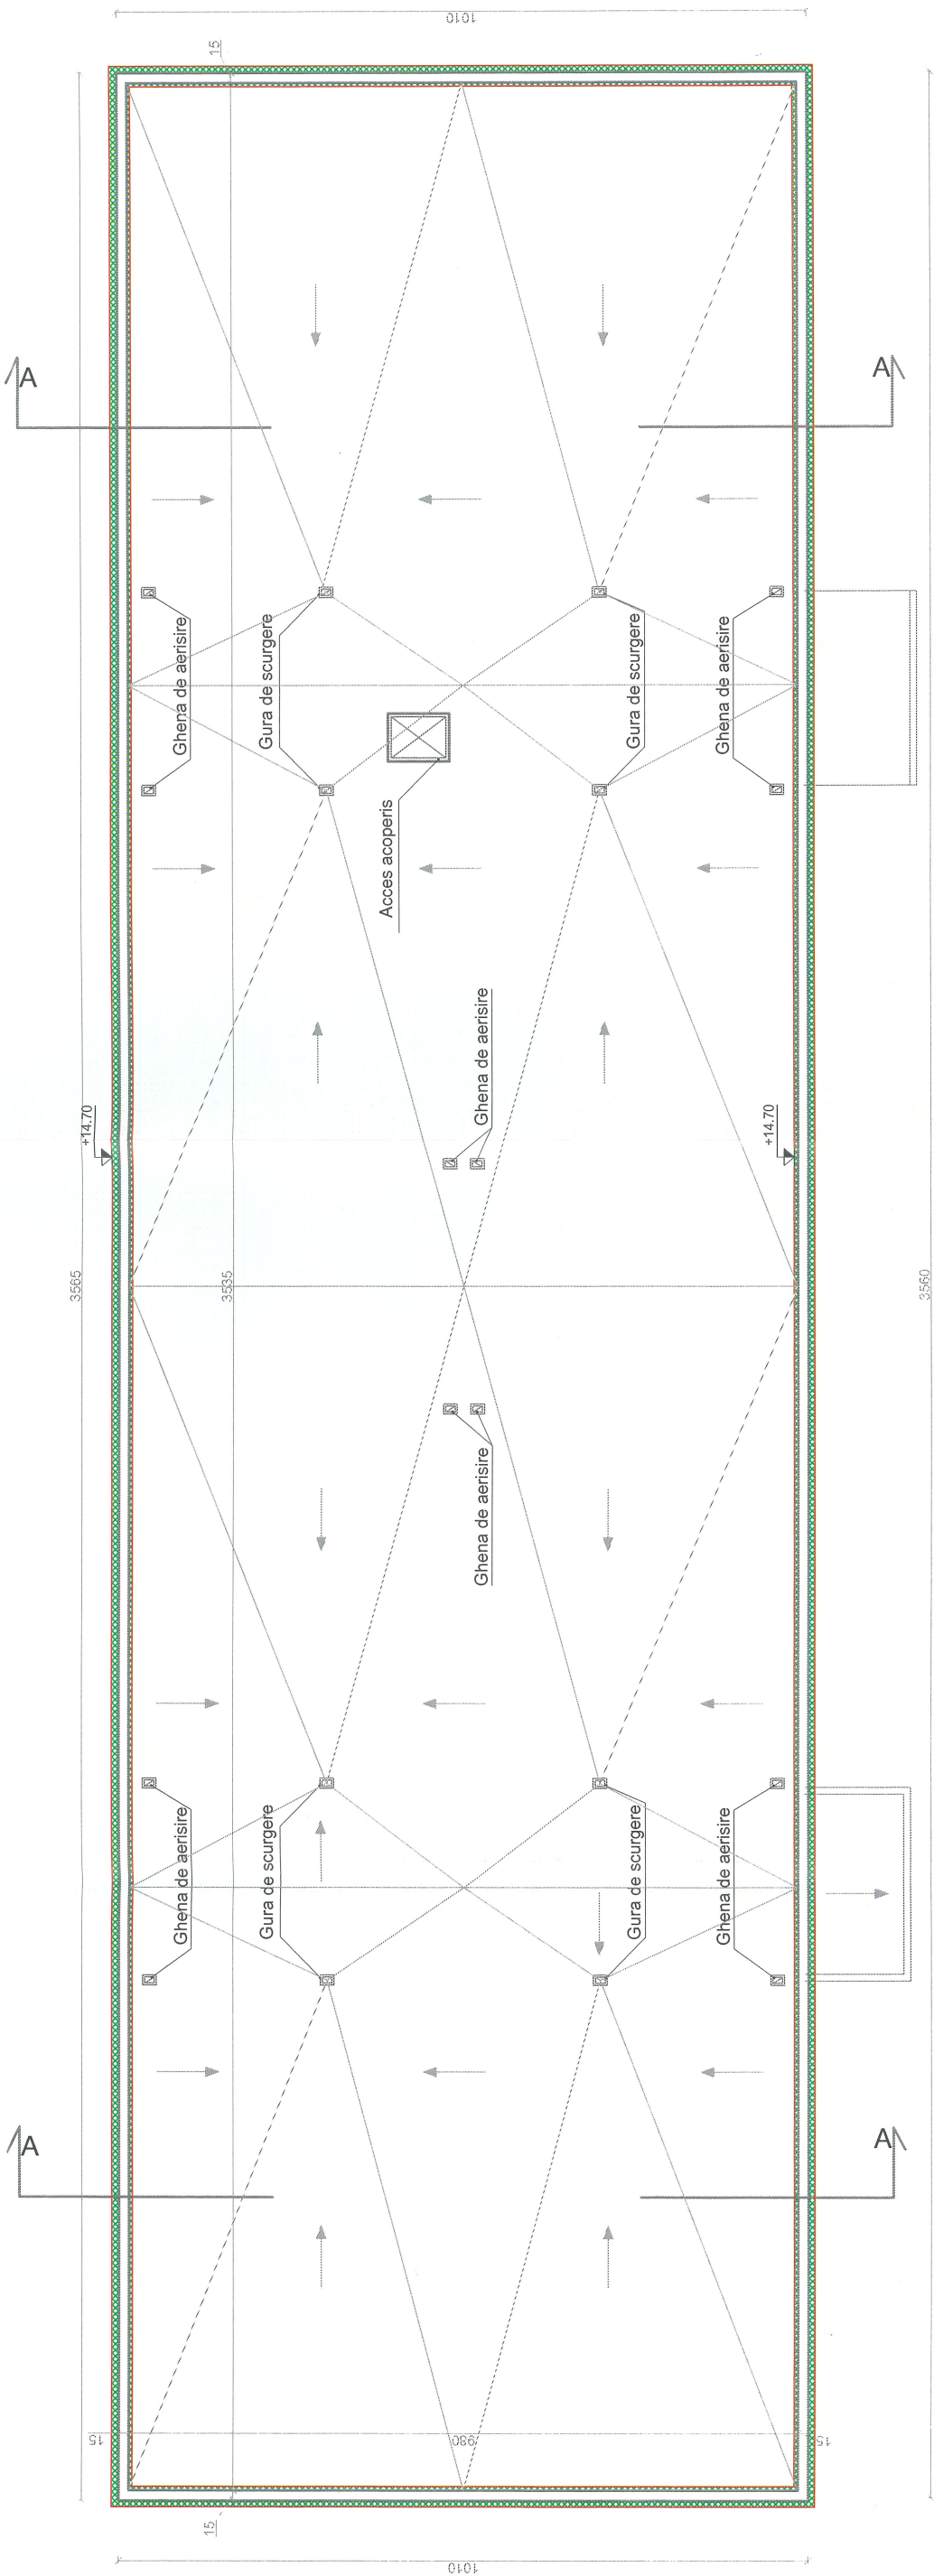 1010
15
A
A
Ghena de aerisire
Gura de scurgere
Gura de scurgere
Ghena de aerisire
Acces acoperis
Ghena de aerisire
+14.70
+14.70
3565
3535
3560
Ghena de aerisire
Ghena de aerisire
Gura de scurgere
Gura de scurgere
Ghena de aerisire
A
A
15
980
15
15
1010